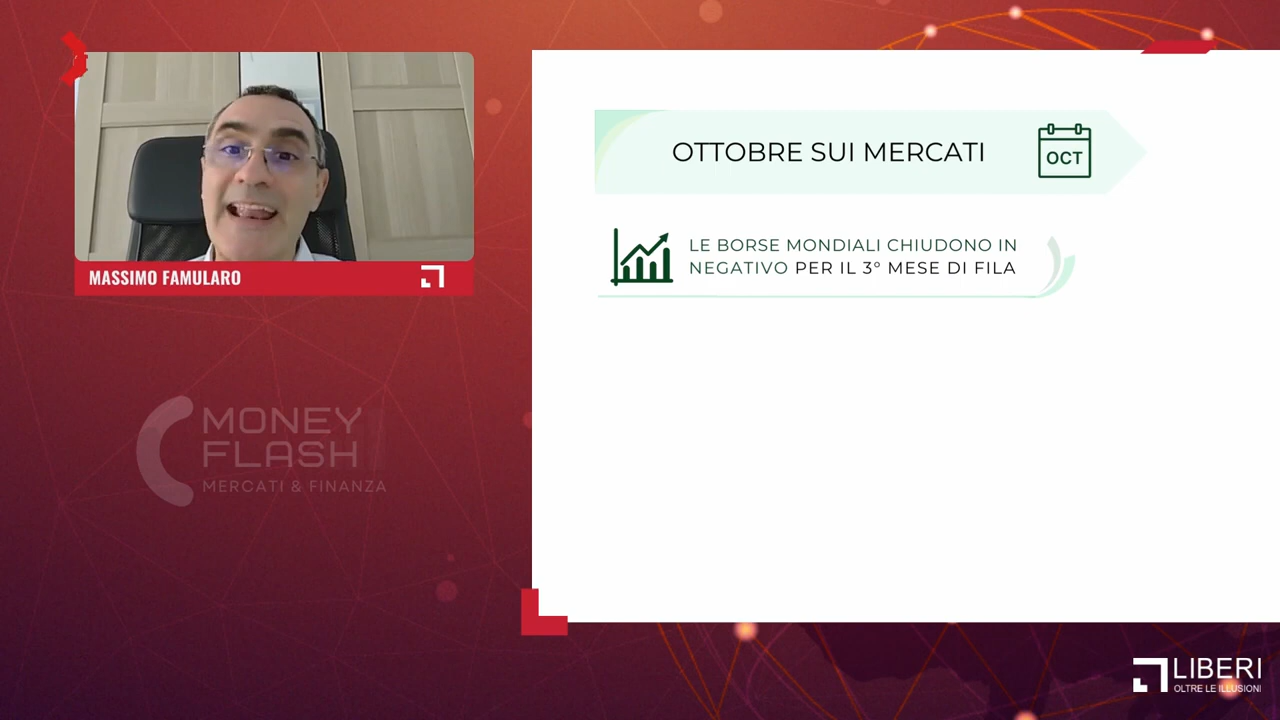 MASSIMO FAMULARO
MONEY
FLASH
MERCATI & FINANZA
OTTOBRE SUI MERCATI
OCT
LE BORSE MONDIALI CHIUDONO IN
NEGATIVO PER IL 3° MESE DI FILA
LIBERI
OLTRE LE ILLUSIONI